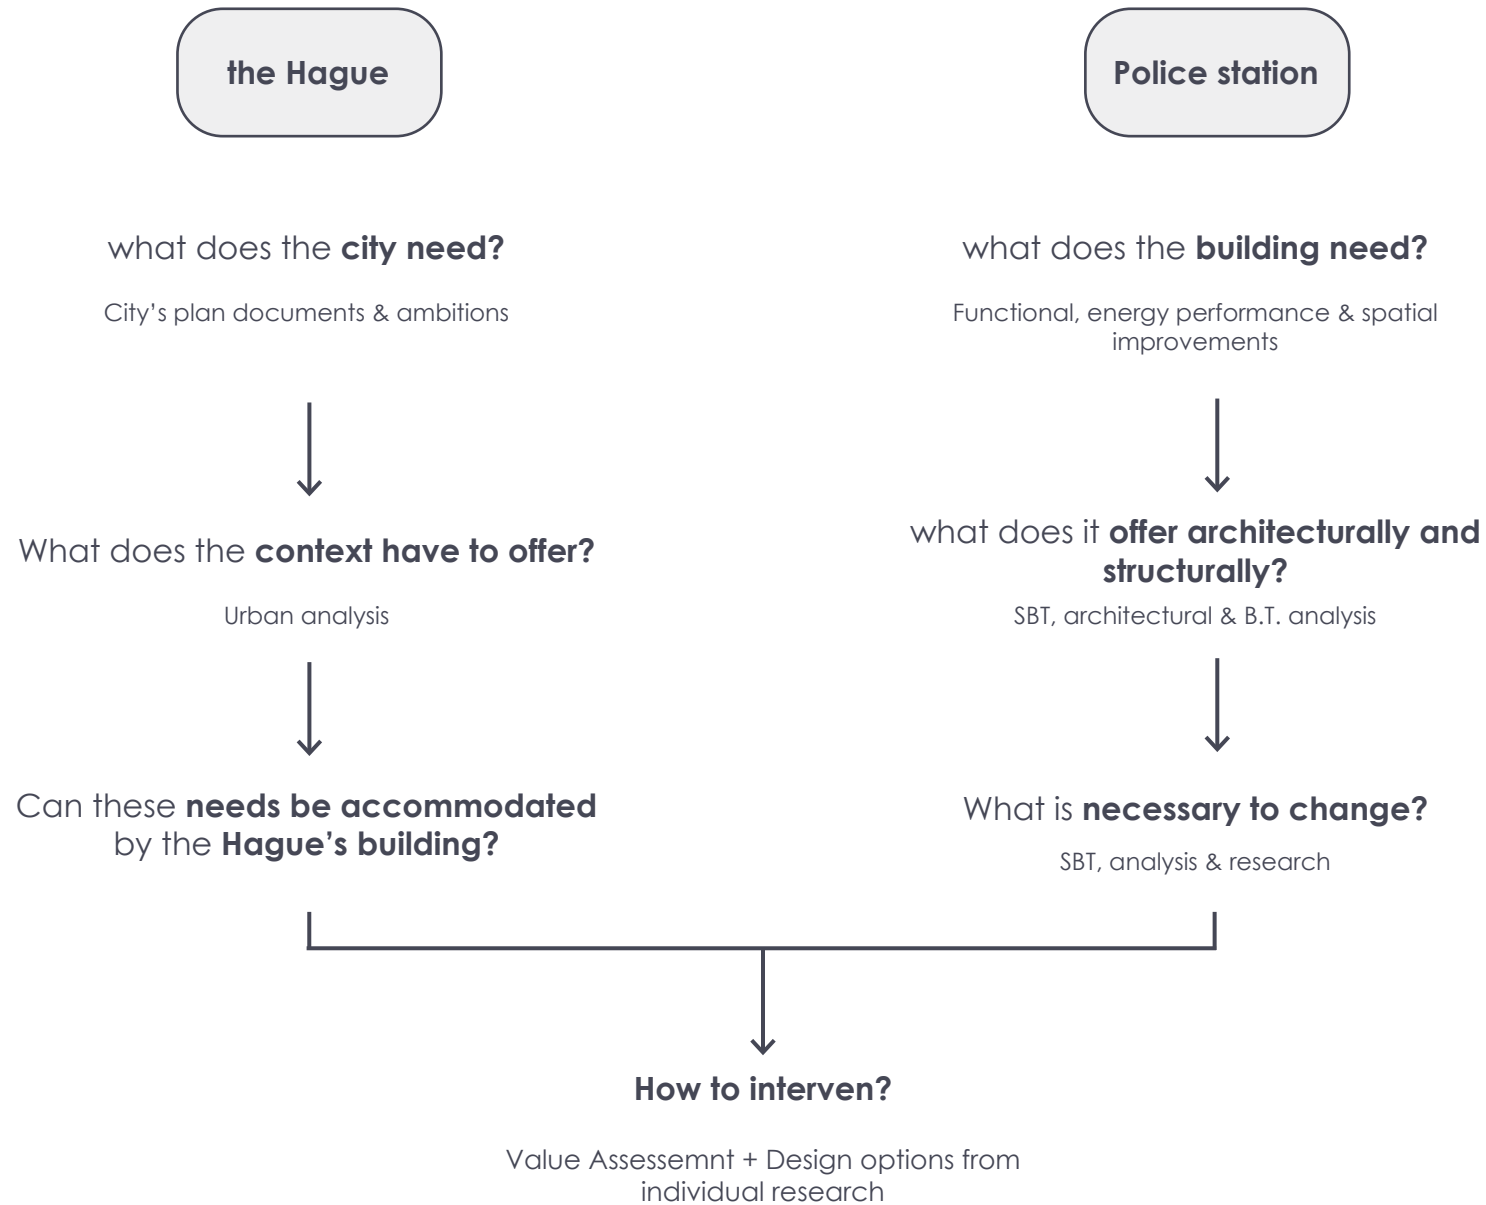 the Hague
what does the city need?
City's plan documents & ambitions
What does the context have to offer?
Urban analysis
Can these needs be accommodated
by the Hague's building?
Police station
what does the building need?
Functional, energy performance & spatial
improvements
what does it offer architecturally and
structurally?
SBT, architectural & B.T. analysis
What is necessary to change?
SBT, analysis & research
How to interven?
Value Assessemnt + Design options from
individual research